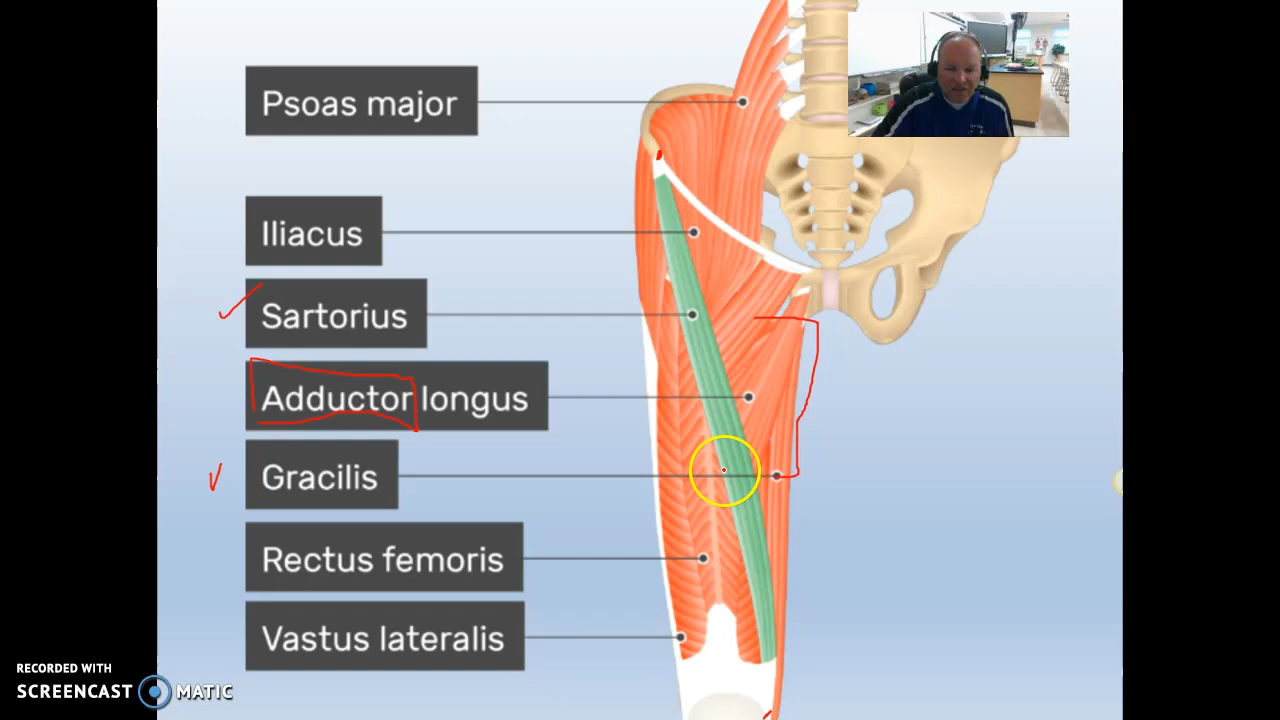 Psoas major
Iliacus
Sartorius
Adductor longus
Gracilis
Rectus femoris
Vastus lateralis
RECORDED WITH
SCREENCAST MATIC